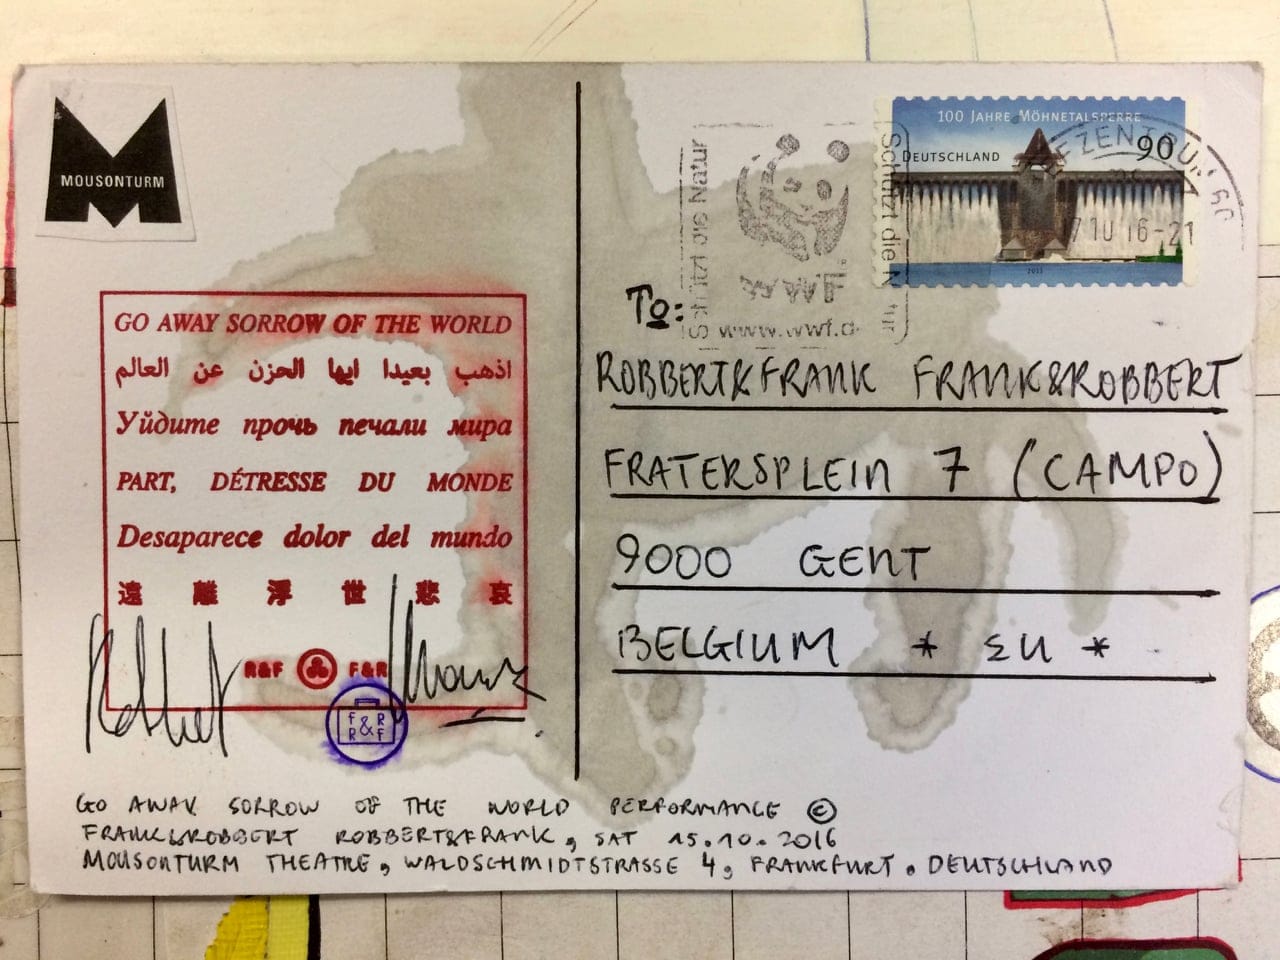 MOUSONTURM
GO AWAY SORROW OF THE WORLD
اذهب بعيدا ايها الحزن عن العالم
Уйдите прочь печали мира
PART, DÉTRESSE DU MONDE
Desaparece dolor del mundo
遠離浮世悲哀
R&F F&R
F&R
R&F
100 JAHRE MÖHNETALSPERRE
DEUTSCHLAND 90
2013
17 10 16-21
Schützt die Natur
WWF
Schützt die Natur
www.wwf.de
TO:
ROBBERT&FRANK FRANK&ROBBERT
FRATERSPLEIN 7 (CAMPO)
9000 GENT
BELGIUM * EU *
GO AWAY SORROW OF THE WORLD PERFORMANCE ©
FRANK&ROBBERT ROBBERT&FRANK, SAT 15.10.2016
MOUSONTURM THEATRE, WALDSCHMIDTSTRASSE 4, FRANKFURT. DEUTSCHLAND